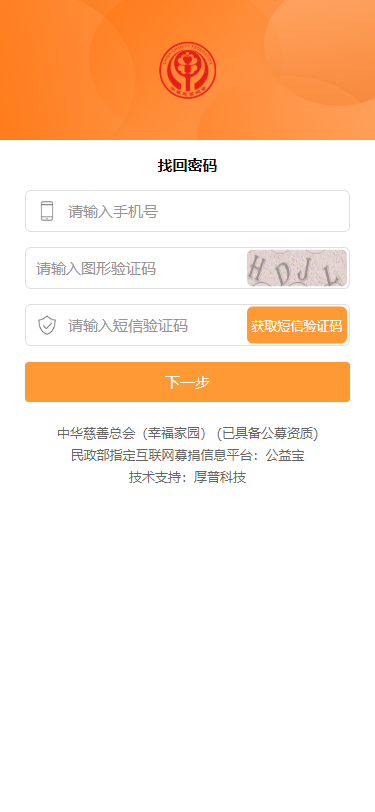 找回密码
请输入手机号
请输入图形验证码
HDJL
请输入短信验证码
获取短信验证码
下一步
中华慈善总会（幸福家园）(已具备公募资质)
民政部指定互联网募捐信息平台：公益宝
技术支持：厚普科技